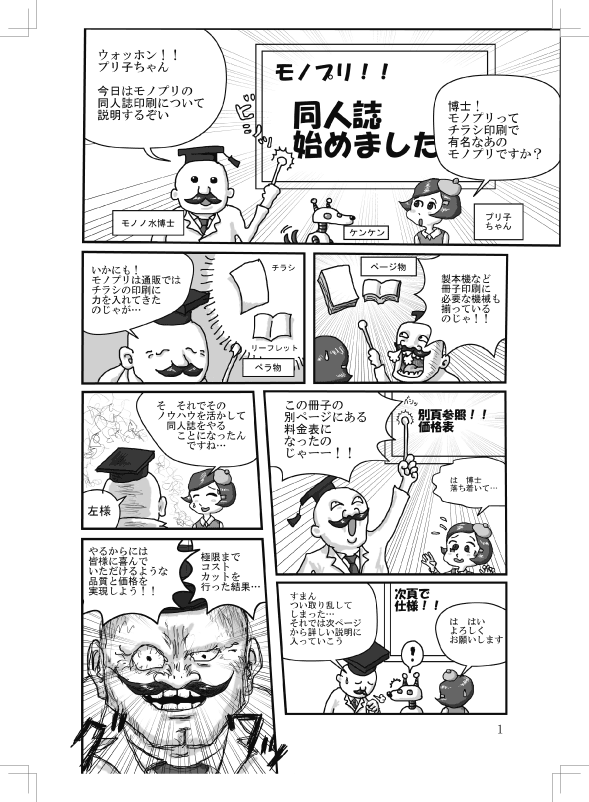 ウォッホン！！
プリ子ちゃん
今日はモノプリの
同人誌印刷について
説明するぞい
モノプリ！！
同人誌
始めました
ビシッ
博士！
モノプリって
チラシ印刷で
有名なあの
モノプリですか？
モノノ水博士
ケンケン
プリ子
ちゃん
いかにも！
モノプリは通販では
チラシの印刷に
力を入れてきた
のじゃが…
チラシ
リーフレット
ペラ物
ページ物
製本機など
冊子印刷に
必要な機械も
揃っている
のじゃ！！
そ それでその
ノウハウを活かして
同人誌をやる
ことになったん
ですね…
左様
この冊子の
別ページにある
料金表に
なったの
じゃーー！！
別頁参照！！
価格表
は 博士
落ち着いて…
やるからには
皆様に喜んで
いただけるような
品質と価格を
実現しよう！！
極限まで
コスト
カットを
行った結果…
すまん
つい取り乱して
しまった…
それでは次ページ
から詳しい説明に
入っていこう
次頁で
仕様！！
！
は はい
よろしく
お願いします
1